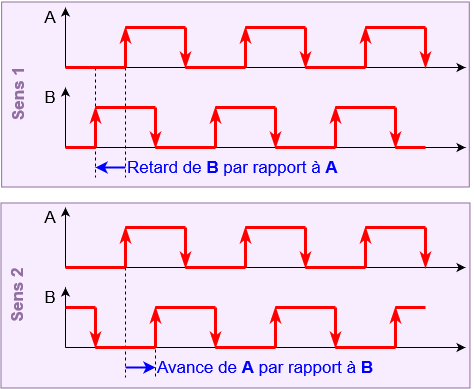 Sens 1
A
B
Retard de B par rapport à A
Sens 2
A
B
Avance de A par rapport à B